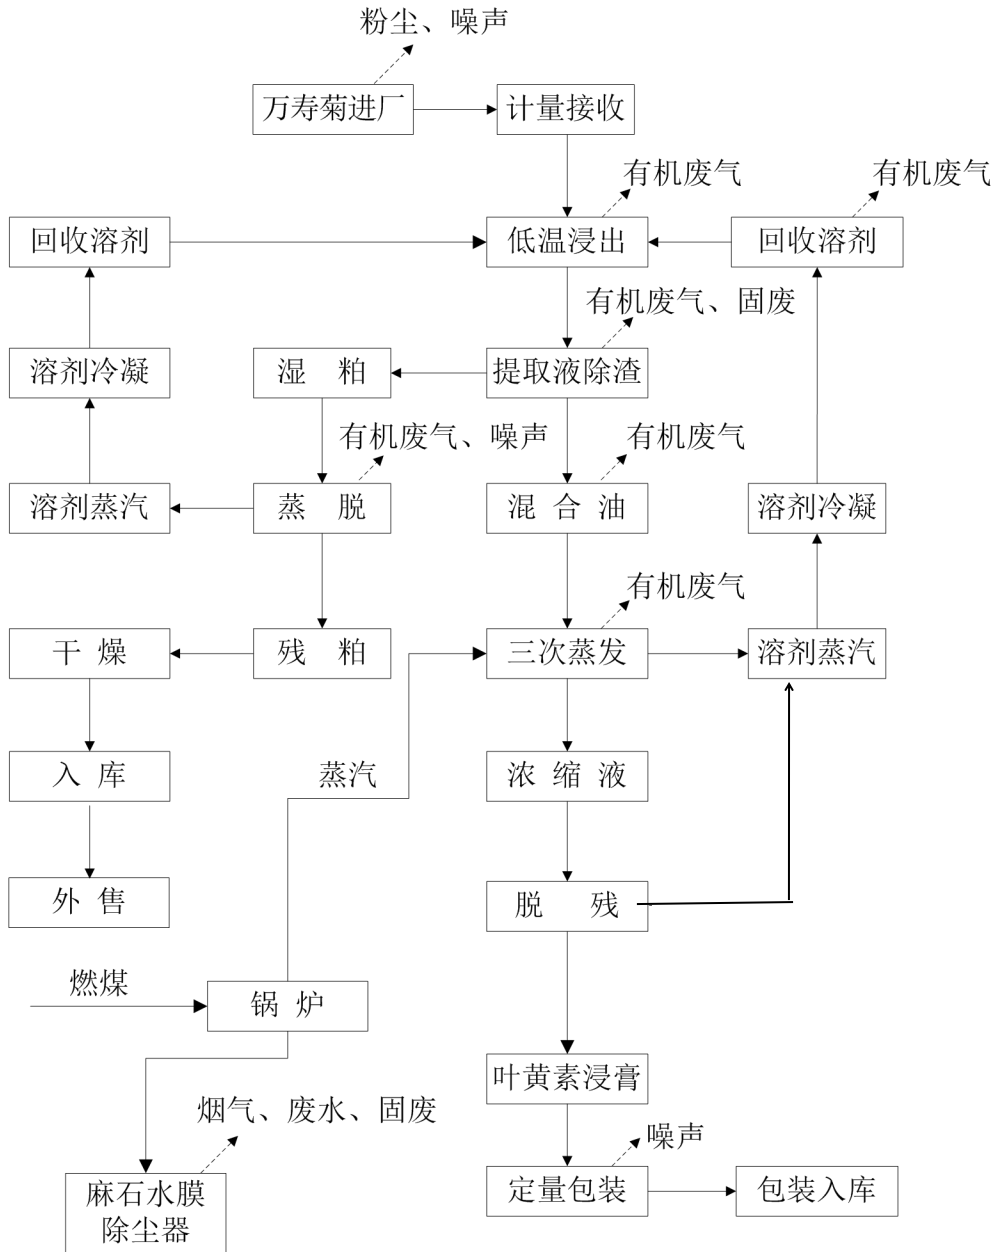 粉尘、噪声
万寿菊进厂
计量接收
有机废气
有机废气
回收溶剂
低温浸出
回收溶剂
有机废气、固废
溶剂冷凝
湿 粕
提取液除渣
有机废气、噪声
有机废气
溶剂蒸汽
蒸 脱
混 合 油
溶剂冷凝
有机废气
干 燥
残 粕
三次蒸发
溶剂蒸汽
入 库
蒸汽
浓 缩 液
外 售
脱 残
燃煤
锅 炉
叶黄素浸膏
烟气、废水、固废
噪声
麻石水膜
除尘器
定量包装
包装入库